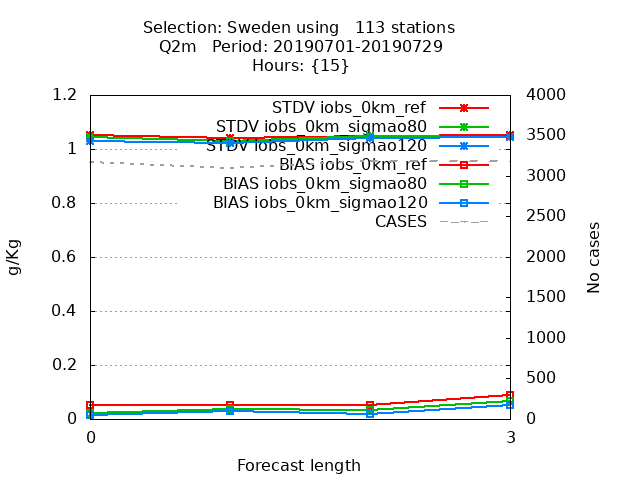 Selection: Sweden using   113 stations
Q2m   Period: 20190701-20190729
Hours: {15}
1.2
1
0.8
0.6
0.4
0.2
0
g/Kg
STDV iobs_0km_ref
STDV iobs_0km_sigmao80
STDV iobs_0km_sigmao120
BIAS iobs_0km_ref
BIAS iobs_0km_sigmao80
BIAS iobs_0km_sigmao120
CASES
4000
3500
3000
2500
2000
1500
1000
500
0
No cases
0
3
Forecast length